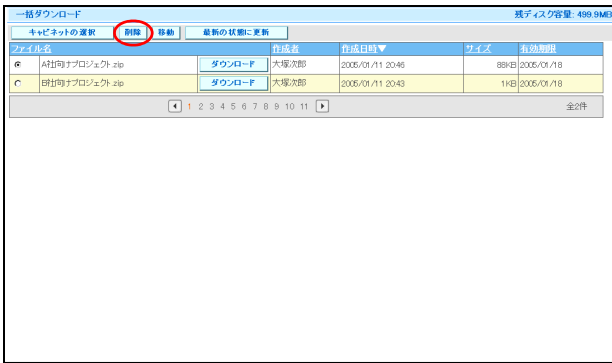 一括ダウンロード 残ディスク容量: 499.9MB
キャビネットの選択 削除 移動 最新の状態に更新
ファイル名 作成者 作成日時▼ サイズ 有効期限
A社向けプロジェクト.zip ダウンロード 大塚次郎 2005/01/11 20:46 88KB 2005/01/18
B社向けプロジェクト.zip ダウンロード 大塚次郎 2005/01/11 20:43 1KB 2005/01/18
1 2 3 4 5 6 7 8 9 10 11 全2件